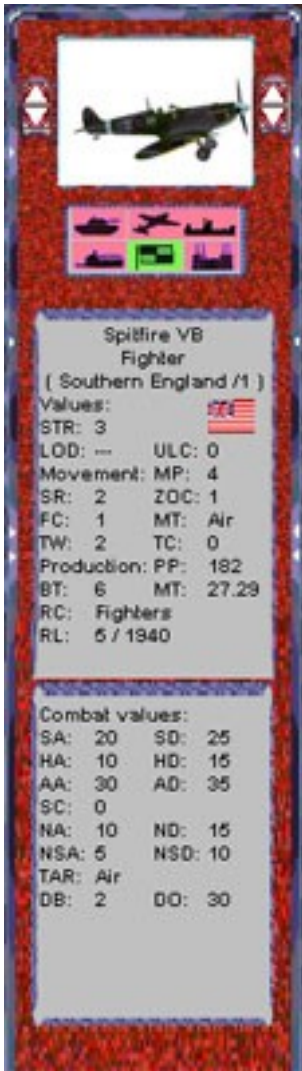 Spitfire VB
Fighter
( Southern England /1 )
Values:
STR: 3
LOD: --- ULC: 0
Movement: MP: 4
SR: 2 ZOC: 1
FC: 1 MT: Air
TW: 2 TC: 0
Production: PP: 182
BT: 6 MT: 27.29
RC: Fighters
RL: 5 / 1940
Combat values:
SA: 20 SD: 25
HA: 10 HD: 15
AA: 30 AD: 35
SC: 0
NA: 10 ND: 15
NSA: 5 NSD: 10
TAR: Air
DB: 2 DO: 30